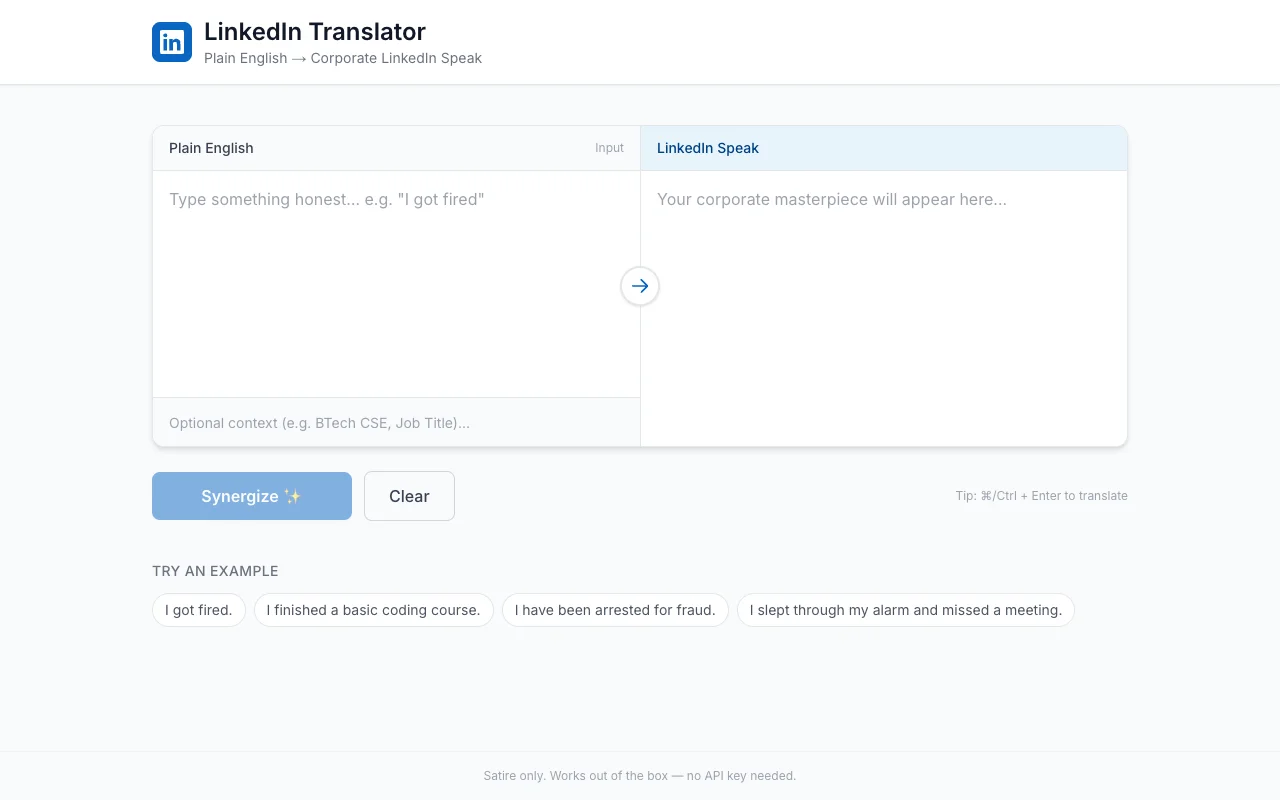 in
LinkedIn Translator
Plain English → Corporate LinkedIn Speak
Plain English
Input
LinkedIn Speak
Type something honest... e.g. "I got fired"
Your corporate masterpiece will appear here...
→
Optional context (e.g. BTech CSE, Job Title)...
Synergize ✨
Clear
Tip: ⌘/Ctrl + Enter to translate
TRY AN EXAMPLE
I got fired.
I finished a basic coding course.
I have been arrested for fraud.
I slept through my alarm and missed a meeting.
Satire only. Works out of the box — no API key needed.